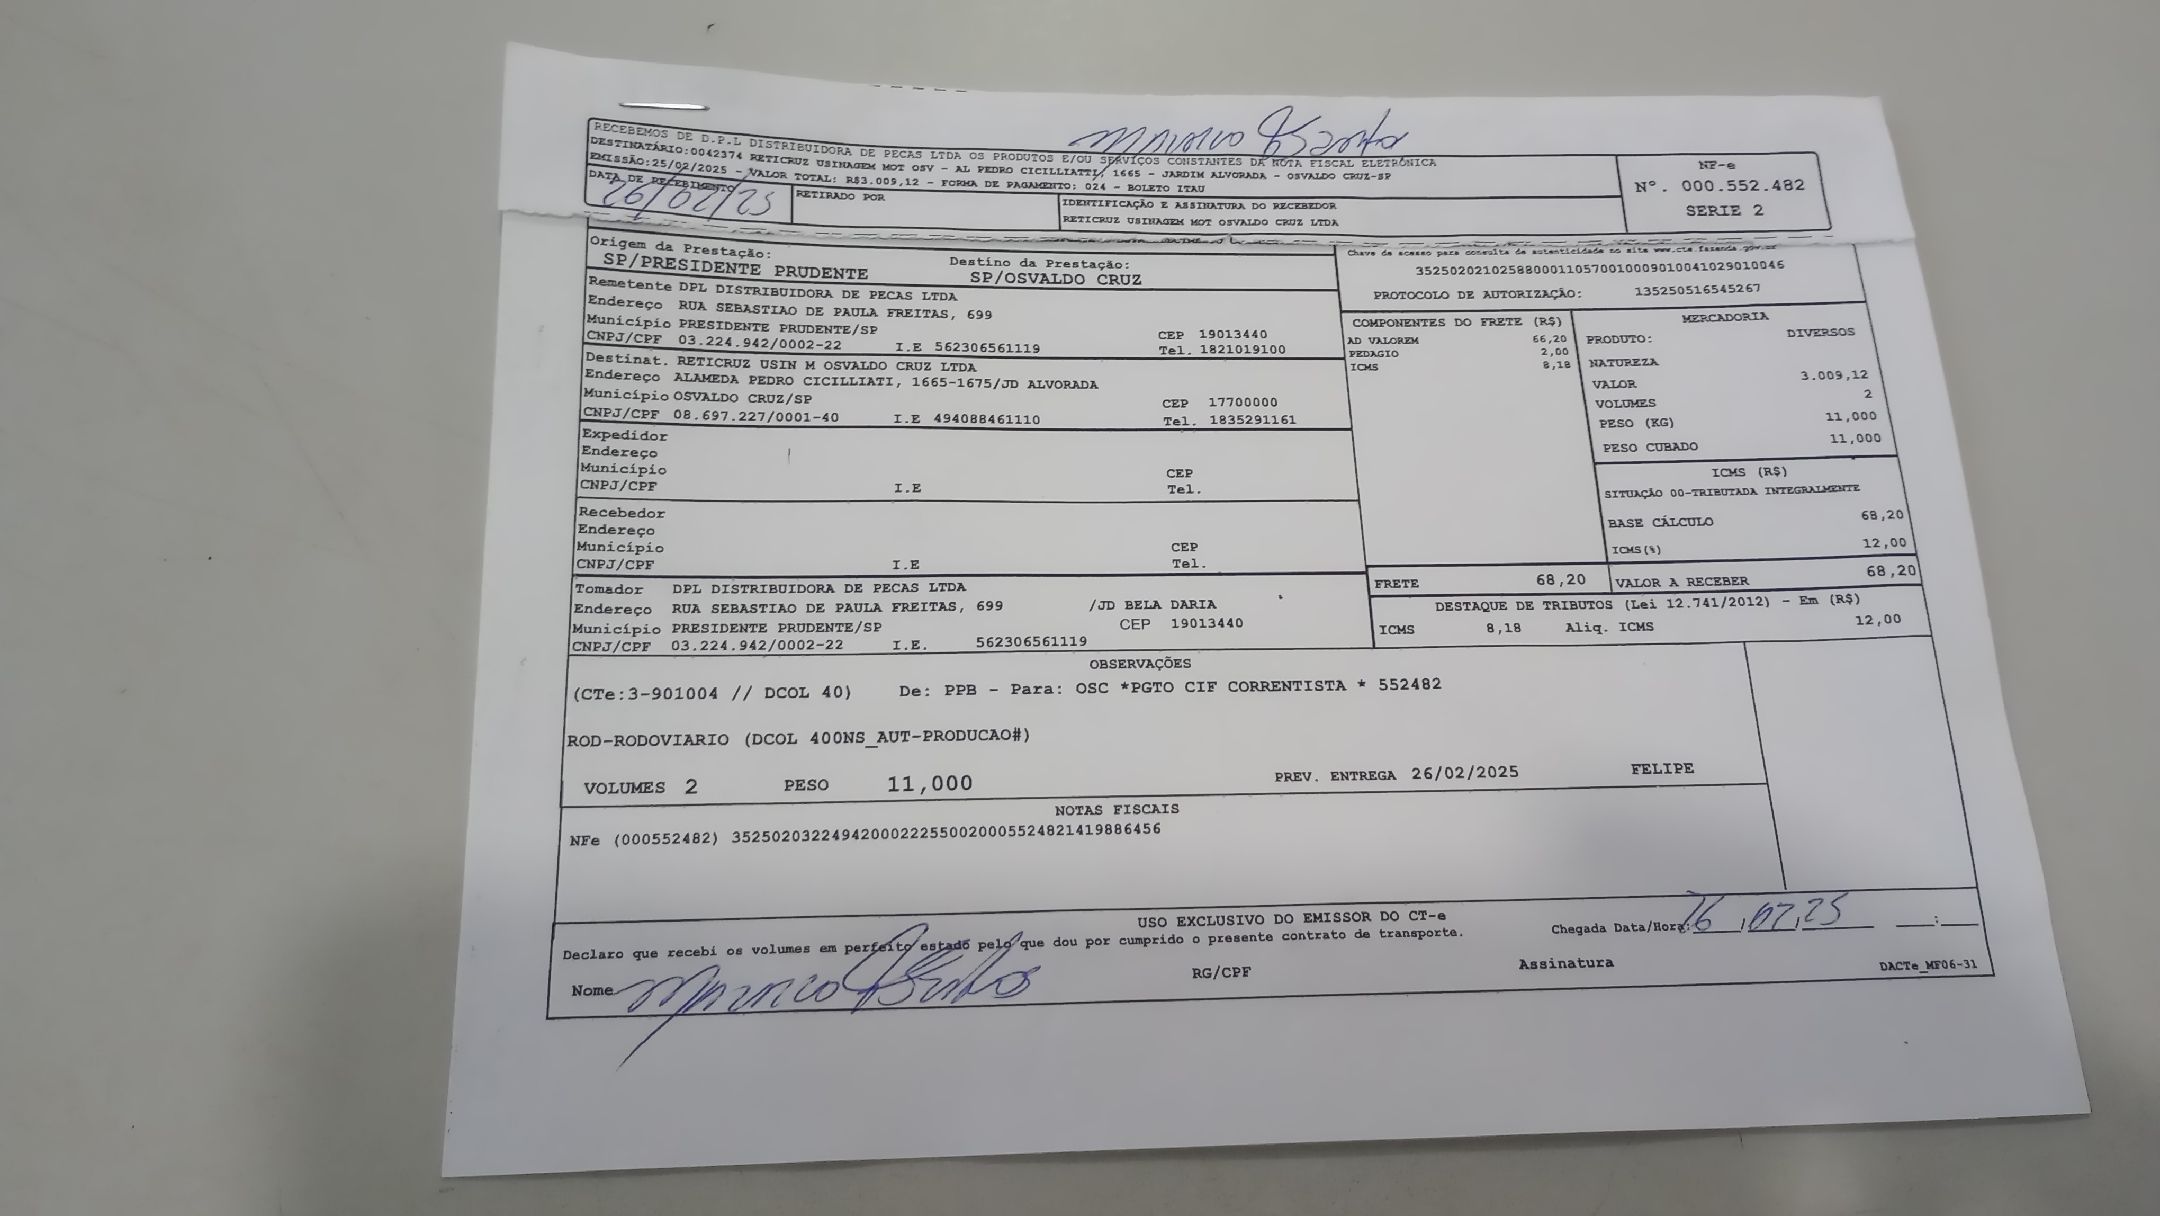 RECEBEMOS DE D.P.L DISTRIBUIDORA DE PECAS LTDA OS PRODUTOS E/OU SERVIÇOS CONSTANTES DA NOTA FISCAL ELETRÔNICA
DESTINATÁRIO:0042374 RETICRUZ USINAGEM MOT OSV - AL PEDRO CICILLIATTI, 1665 - JARDIM ALVORADA - OSVALDO CRUZ-SP
EMISSÃO:25/02/2025 - VALOR TOTAL: R$3.009,12 - FORMA DE PAGAMENTO: 024 - BOLETO ITAU
DATA DE RECEBIMENTO
26/02/25
RETIRADO POR
IDENTIFICAÇÃO E ASSINATURA DO RECEBEDOR
RETICRUZ USINAGEM MOT OSVALDO CRUZ LTDA
NF-e
Nº. 000.552.482
SERIE 2
Origem da Prestação:
SP/PRESIDENTE PRUDENTE
Destino da Prestação:
SP/OSVALDO CRUZ
Chave de acesso para consulta de autenticidade no site www.cte.fazenda.gov.br
35250202102588000110570010009010041029010046
PROTOCOLO DE AUTORIZAÇÃO: 135250516545267
Remetente DPL DISTRIBUIDORA DE PECAS LTDA
Endereço RUA SEBASTIAO DE PAULA FREITAS, 699
Município PRESIDENTE PRUDENTE/SP CEP 19013440
CNPJ/CPF 03.224.942/0002-22 I.E 562306561119 Tel. 1821019100
Destinat. RETICRUZ USIN M OSVALDO CRUZ LTDA
Endereço ALAMEDA PEDRO CICILLIATI, 1665-1675/JD ALVORADA
Município OSVALDO CRUZ/SP CEP 17700000
CNPJ/CPF 08.697.227/0001-40 I.E 494088461110 Tel. 1835291161
Expedidor
Endereço
Município CEP
CNPJ/CPF I.E Tel.
Recebedor
Endereço
Município CEP
CNPJ/CPF I.E Tel.
Tomador DPL DISTRIBUIDORA DE PECAS LTDA
Endereço RUA SEBASTIAO DE PAULA FREITAS, 699 /JD BELA DARIA
Município PRESIDENTE PRUDENTE/SP CEP 19013440
CNPJ/CPF 03.224.942/0002-22 I.E. 562306561119
COMPONENTES DO FRETE (R$)
AD VALOREM 66,20
PEDAGIO 2,00
ICMS 8,18
MERCADORIA
PRODUTO: DIVERSOS
NATUREZA
VALOR 3.009,12
VOLUMES 2
PESO (KG) 11,000
PESO CUBADO 11,000
ICMS (R$)
SITUAÇÃO 00-TRIBUTADA INTEGRALMENTE
BASE CÁLCULO 68,20
ICMS(%) 12,00
FRETE 68,20 VALOR A RECEBER 68,20
DESTAQUE DE TRIBUTOS (Lei 12.741/2012) - Em (R$)
ICMS 8,18 Aliq. ICMS 12,00
OBSERVAÇÕES
(CTe:3-901004 // DCOL 40) De: PPB - Para: OSC *PGTO CIF CORRENTISTA * 552482
ROD-RODOVIARIO (DCOL 400NS_AUT-PRODUCAO#)
VOLUMES 2 PESO 11,000 PREV. ENTREGA 26/02/2025 FELIPE
NOTAS FISCAIS
NFe (000552482) 35250203224942000222550020005524821419886456
USO EXCLUSIVO DO EMISSOR DO CT-e
Declaro que recebi os volumes em perfeito estado pelo que dou por cumprido o presente contrato de transporte.
Chegada Data/Hora: 26,02,25 :
Nome RG/CPF Assinatura DACTe_MF06-31